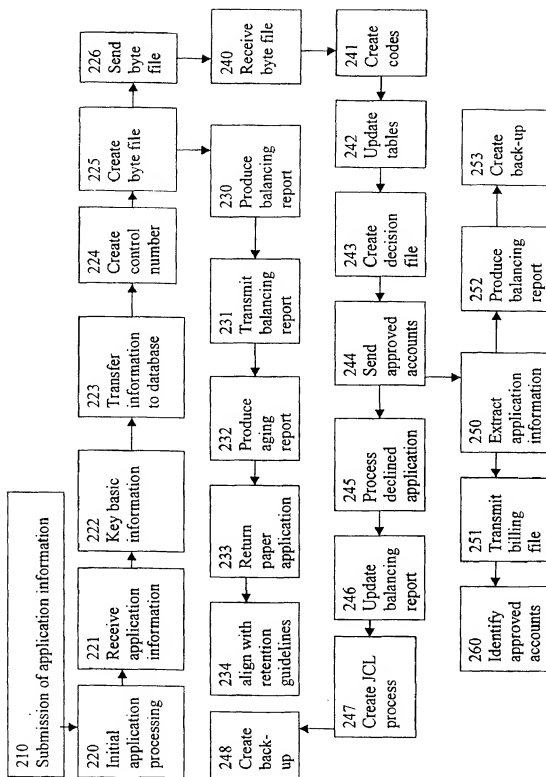 210
Submission of application information
220
Initial
application
processing
221
Receive
application
information
222
Key basic
information
223
Transfer
information
to database
224
Create
control
number
225
Create
byte file
226
Send byte
file
230
Produce
balancing
report
231
Transmit
balancing
report
232
Produce
aging
report
233
Return
paper
application
234
align with
retention
guidelines
240
Receive
byte file
241
Create
codes
242
Update
tables
243
Create
decision
file
244
Send
approved
accounts
245
Process
declined
application
246
Update
balancing
report
247
Create JCL
process
248
Create
back-
up
250
Extract
application
information
251
Transmit
billing
file
252
Produce
balancing
report
253
Create
back-up
260
Identify
approved
accounts